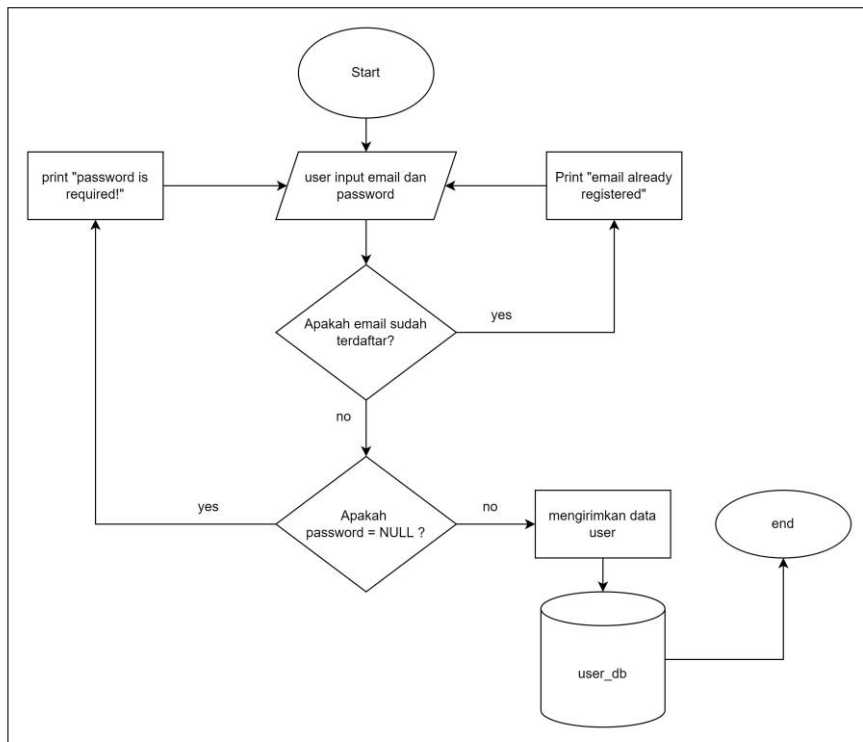 Start
print "password is
required!"
user input email dan
password
Print "email already
registered"
Apakah email sudah
terdaftar?
yes
no
yes
Apakah
password = NULL ?
no
mengirimkan data
user
end
user_db